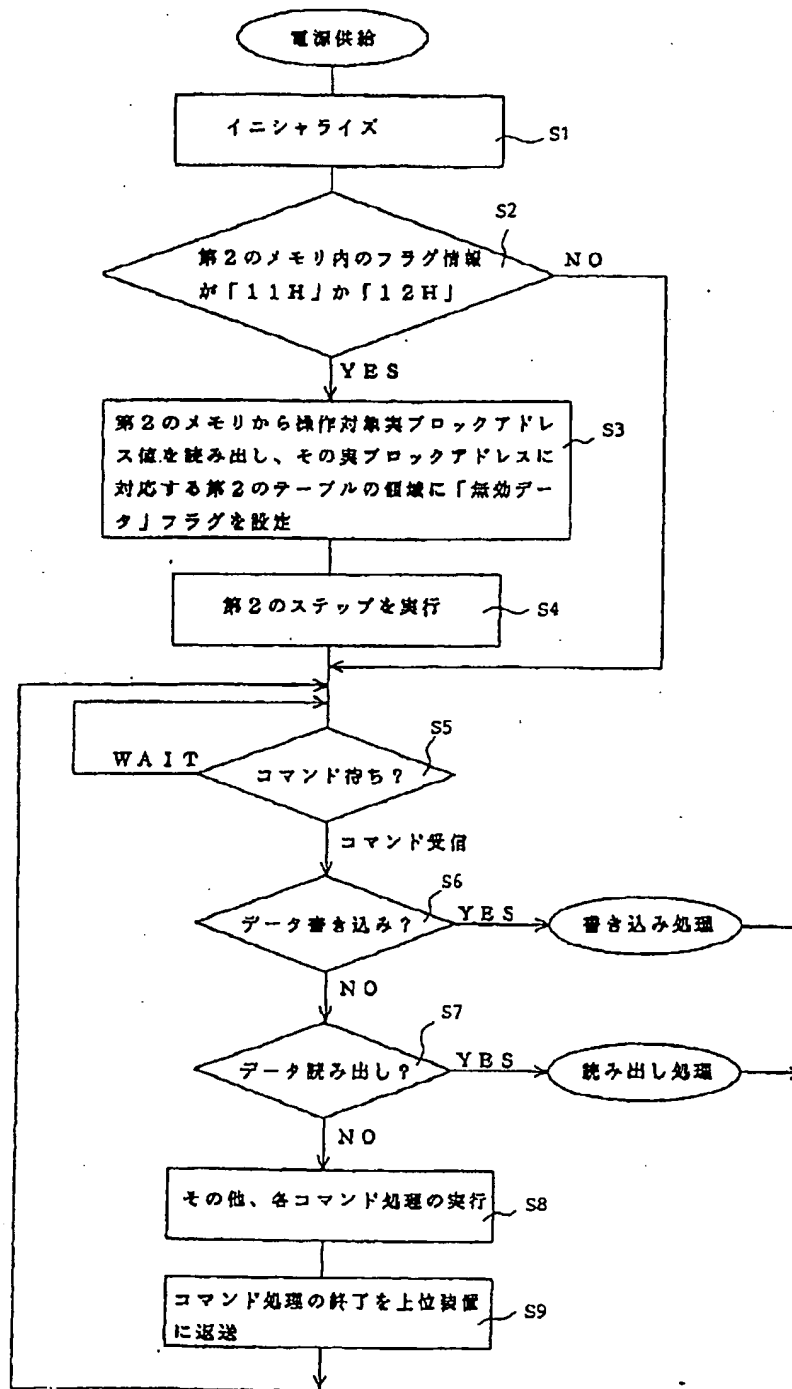 電源供給
イニシャライズ
S1
S2
第2のメモリ内のフラグ情報
が「11H」か「12H」
NO
YES
第2のメモリから操作対象実ブロックアドレ
ス値を読み出し、その実ブロックアドレスに
対応する第2のテーブルの領域に「無効デー
タ」フラグを設定
S3
第2のステップを実行
S4
S5
WAIT
コマンド待ち?
コマンド受信
S6
データ書き込み?
YES
書き込み処理
NO
S7
データ読み出し?
YES
読み出し処理
NO
その他、各コマンド処理の実行
S8
コマンド処理の終了を上位装置
に返送
S9